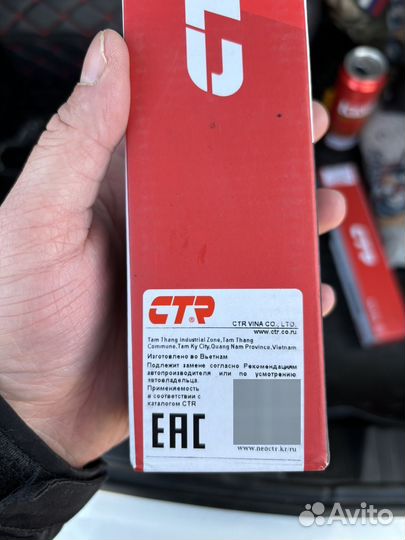 CTR
CTR VINA CO., LTD.
www.ctr.co.ru
Tam Thang Industrial Zone,Tam Thang
Commune,Tam Ky City,Quang Nam Province,Vietnam
Изготовлено во Вьетнам
Подлежит замене согласно Рекомендациям
автопроизводителя или по усмотрению
автовладельца.
Применяемость
в соответствии с
каталогом CTR
EAC
www.neoctr.kr/ru
CTR
Avito